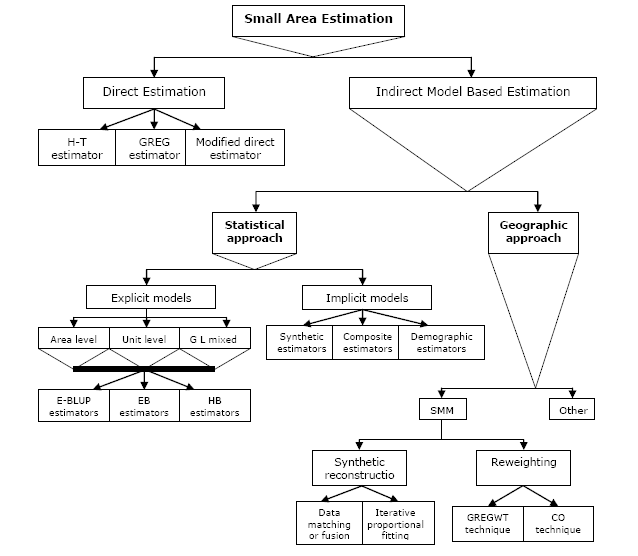 Small Area Estimation
Direct Estimation
Indirect Model Based Estimation
H-T
estimator
GREG
estimator
Modified direct
estimator
Statistical
approach
Geographic
approach
Explicit models
Implicit models
Area level
Unit level
G L mixed
Synthetic
estimators
Composite
estimators
Demographic
estimators
E-BLUP
estimators
EB
estimators
HB
estimators
SMM
Other
Synthetic
reconstructio
Reweighting
Data
matching
or fusion
Iterative
proportional
fitting
GREGWT
technique
CO
technique